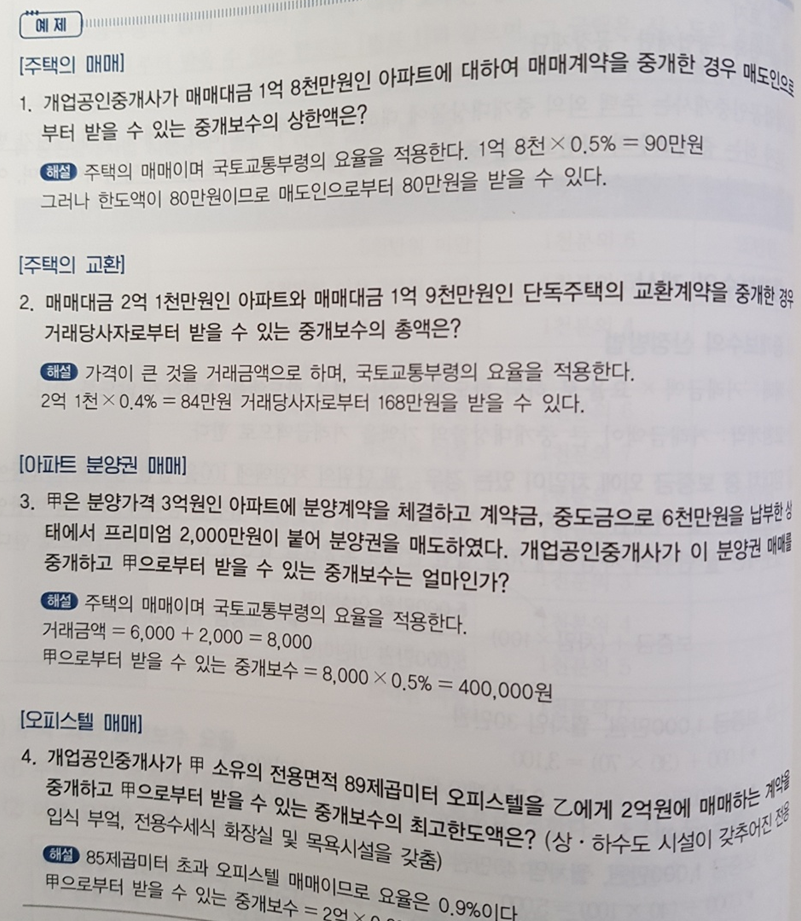 예제
[주택의 매매]
1. 개업공인중개사가 매매대금 1억 8천만원인 아파트에 대하여 매매계약을 중개한 경우 매도인으로
부터 받을 수 있는 중개보수의 상한액은?
해설 주택의 매매이며 국토교통부령의 요율을 적용한다. 1억 8천×0.5% = 90만원
그러나 한도액이 80만원이므로 매도인으로부터 80만원을 받을 수 있다.
[주택의 교환]
2. 매매대금 2억 1천만원인 아파트와 매매대금 1억 9천만원인 단독주택의 교환계약을 중개한 경우
거래당사자로부터 받을 수 있는 중개보수의 총액은?
해설 가격이 큰 것을 거래금액으로 하며, 국토교통부령의 요율을 적용한다.
2억 1천×0.4% = 84만원 거래당사자로부터 168만원을 받을 수 있다.
[아파트 분양권 매매]
3. 甲은 분양가격 3억원인 아파트에 분양계약을 체결하고 계약금, 중도금으로 6천만원을 납부한 상
태에서 프리미엄 2,000만원이 붙어 분양권을 매도하였다. 개업공인중개사가 이 분양권 매매를
중개하고 甲으로부터 받을 수 있는 중개보수는 얼마인가?
해설 주택의 매매이며 국토교통부령의 요율을 적용한다.
거래금액 = 6,000 + 2,000 = 8,000
甲으로부터 받을 수 있는 중개보수 = 8,000×0.5% = 400,000원
[오피스텔 매매]
4. 개업공인중개사가 甲 소유의 전용면적 89제곱미터 오피스텔을 乙에게 2억원에 매매하는 계약을
중개하고 甲으로부터 받을 수 있는 중개보수의 최고한도액은? (상·하수도 시설이 갖추어진 전용
입식 부엌, 전용수세식 화장실 및 목욕시설을 갖춤)
해설 85제곱미터 초과 오피스텔 매매이므로 요율은 0.9%이다
甲으로부터 받을 수 있는 중개보수 = 2억×